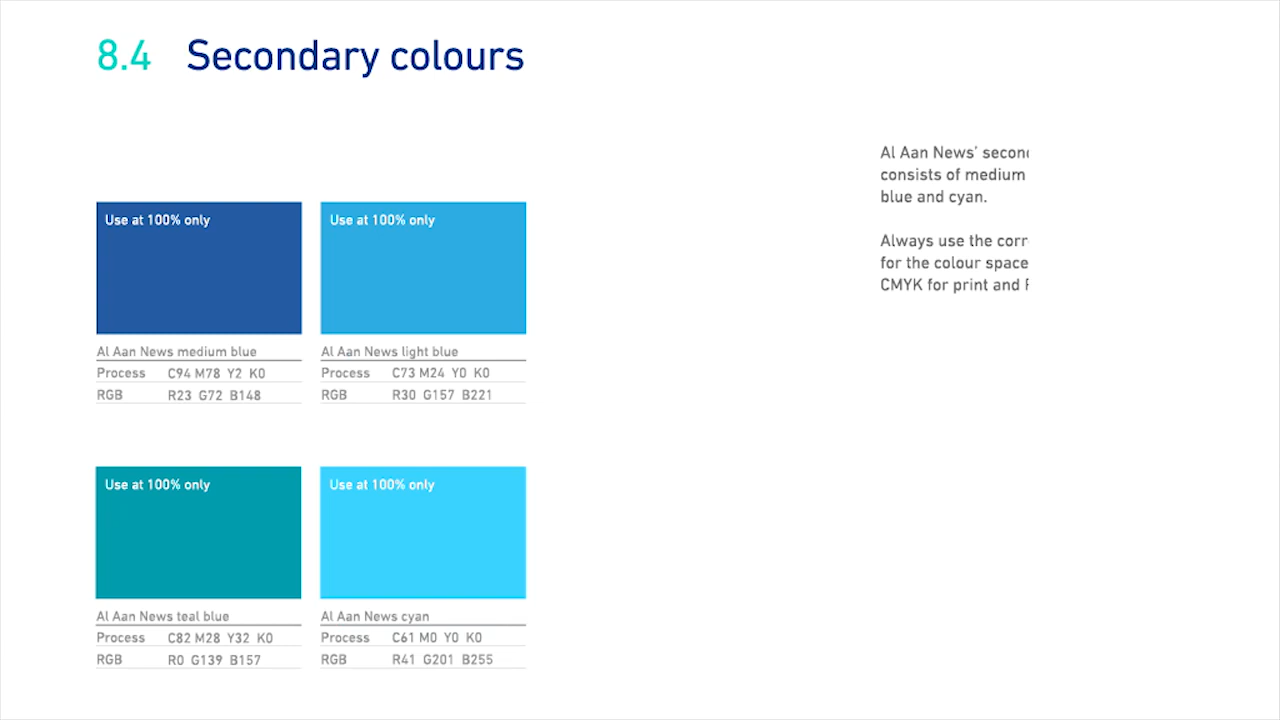 8.4 Secondary colours
Al Aan News'
consists of medium
blue and cyan.
Always use the
for the colour space
CMYK for print and
Use at 100% only
Use at 100% only
Al Aan News medium blue
Process C94 M78 Y2 K0
RGB R23 G72 B148
Al Aan News light blue
Process C73 M24 Y0 K0
RGB R30 G157 B221
Use at 100% only
Use at 100% only
Al Aan News teal blue
Process C82 M28 Y32 K0
RGB R0 G139 B157
Al Aan News cyan
Process C61 M0 Y0 K0
RGB R41 G201 B255